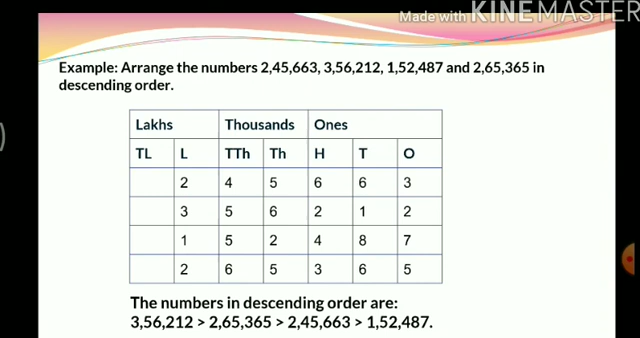 Made with KINEMASTER
Example: Arrange the numbers 2,45,663, 3,56,212, 1,52,487 and 2,65,365 in
descending order.
Lakhs Thousands Ones
TL L TTh Th H T O
2 4 5 6 6 3
3 5 6 2 1 2
1 5 2 4 8 7
2 6 5 3 6 5
The numbers in descending order are:
3,56,212 > 2,65,365 > 2,45,663 > 1,52,487.